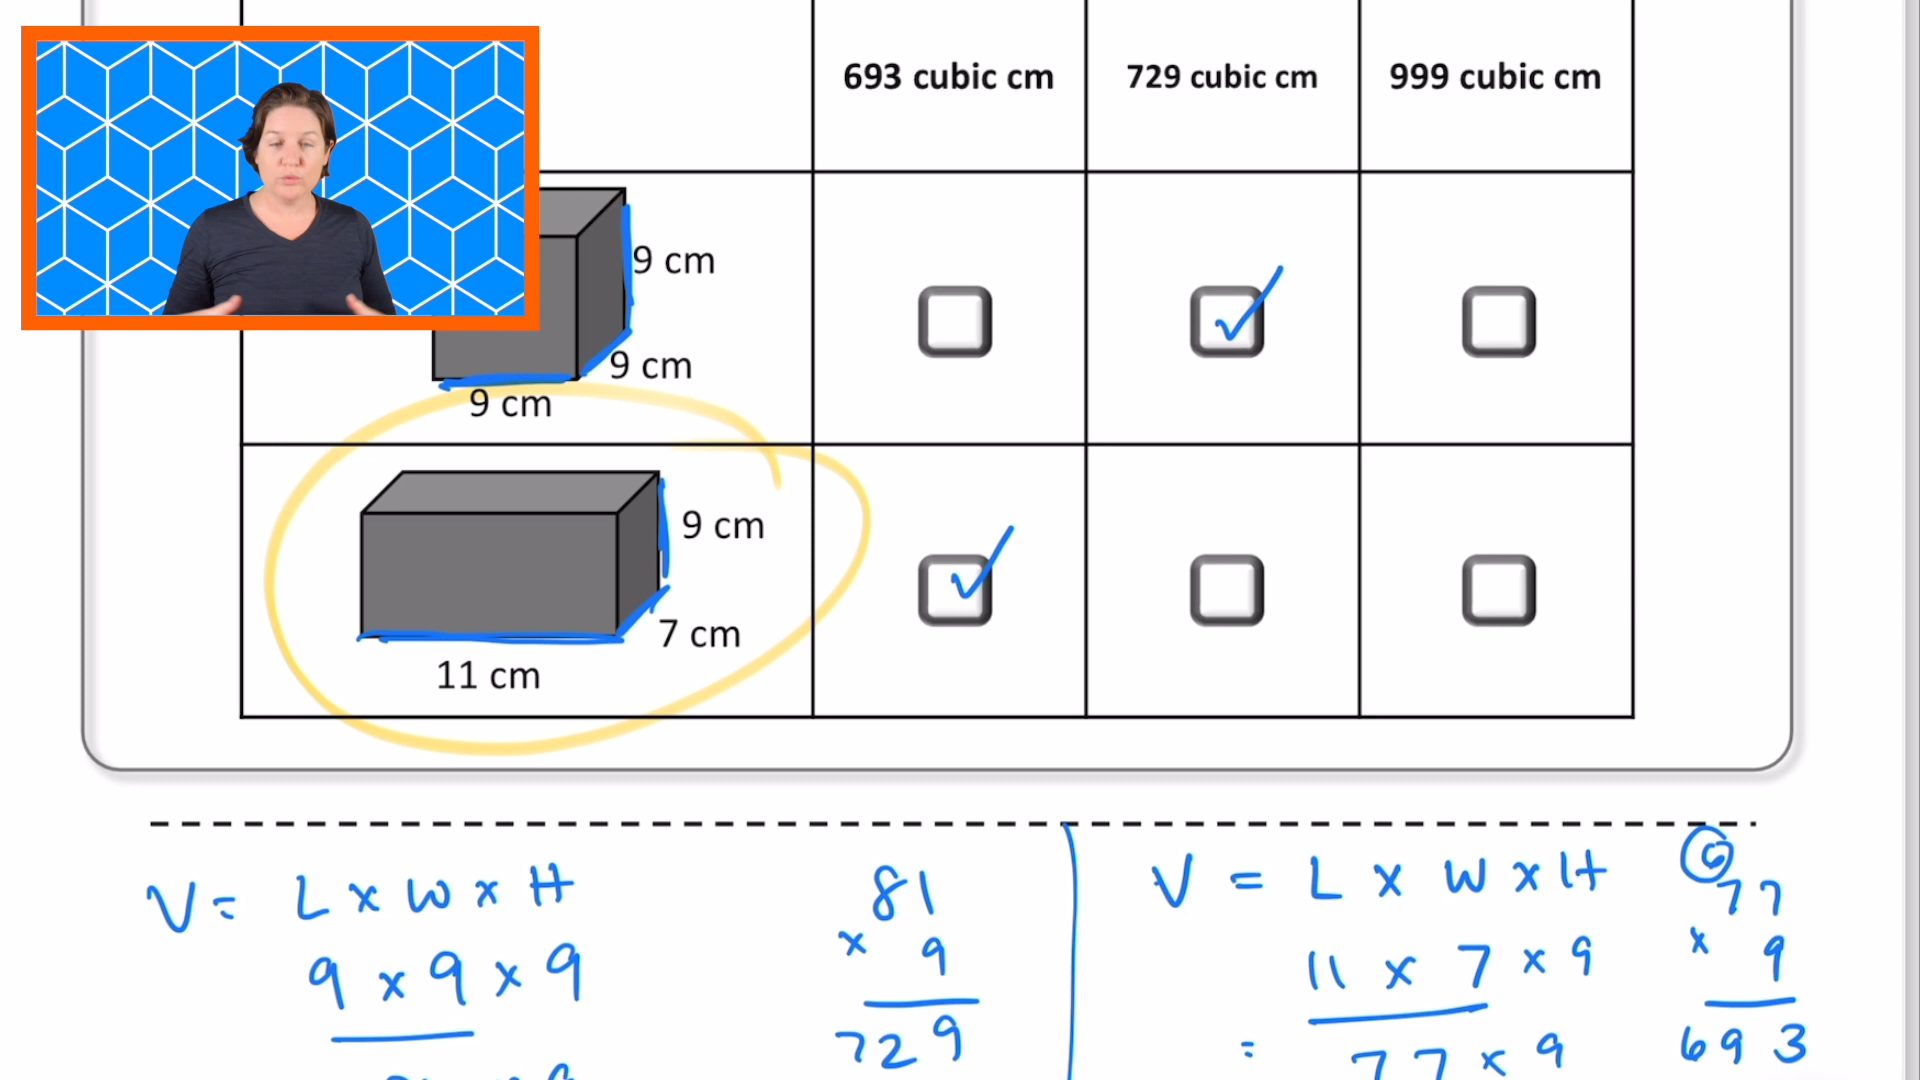 693 cubic cm 729 cubic cm 999 cubic cm
9 cm
9 cm
9 cm
9 cm
7 cm
11 cm
V = L x W x H
9 x 9 x 9
81
x 9
729
V = L x W x H
11 x 7 x 9
= 77 x 9
6
77
x 9
693